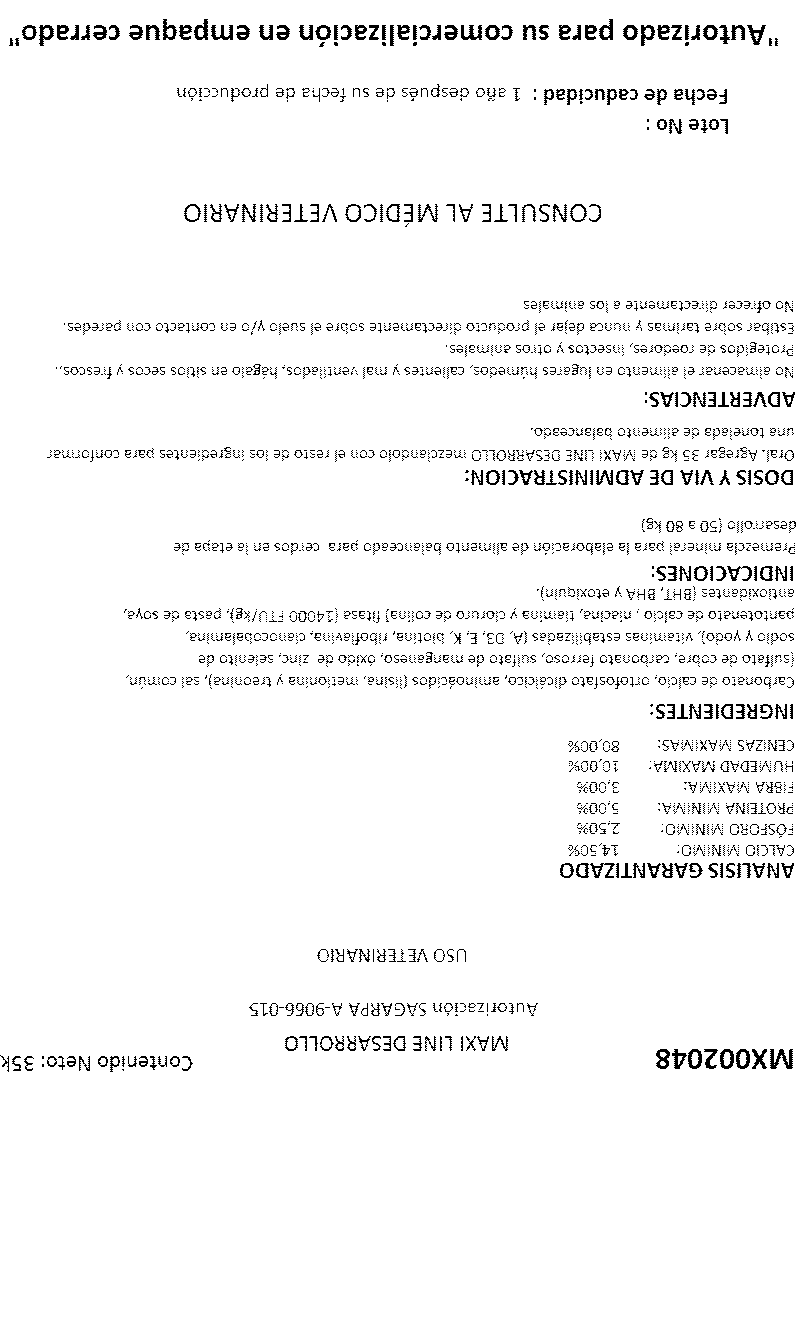 MX002048
MAXI LINE DESARROLLO
Contenido Neto: 35k
Autorización SAGARPA A-9066-015
USO VETERINARIO
ANALISIS GARANTIZADO
CALCIO MINIMO: 14,50%
FÓSFORO MINIMO: 2,50%
PROTEINA MINIMA: 5,00%
FIBRA MAXIMA: 3,00%
HUMEDAD MAXIMA: 10,00%
CENIZAS MAXIMAS: 80,00%
INGREDIENTES:
Carbonato de calcio, ortofosfato dicálcico, aminoácidos (lisina, metionina y treonina), sal común,
(sulfato de cobre, carbonato ferroso, sulfato de manganeso, óxido de zinc, selenito de
sodio y yodo), vitaminas estabilizadas (A, D3, E, K, biotina, riboflavina, cianocobalamina,
pantotenato de calcio , niacina, tiamina y cloruro de colina) fitasa (14000 FTU/kg), pasta de soya,
antioxidantes (BHT, BHA y etoxiquin).
INDICACIONES:
Premezcla mineral para la elaboración de alimento balanceado para cerdos en la etapa de
desarrollo (50 a 80 kg)
DOSIS Y VIA DE ADMINISTRACION:
Oral. Agregar 35 kg de MAXI LINE DESARROLLO mezclandolo con el resto de los ingredientes para conformar
una tonelada de alimento balanceado.
ADVERTENCIAS:
No almacenar el alimento en lugares húmedos, calientes y mal ventilados, hágalo en sitios secos y frescos..
Protegidos de roedores, insectos y otros animales.
Estibar sobre tarimas y nunca dejar el producto directamente sobre el suelo y/o en contacto con paredes.
No ofrecer directamente a los animales
CONSULTE AL MÉDICO VETERINARIO
Lote No :
Fecha de caducidad : 1 año después de su fecha de producción
"Autorizado para su comercialización en empaque cerrado"